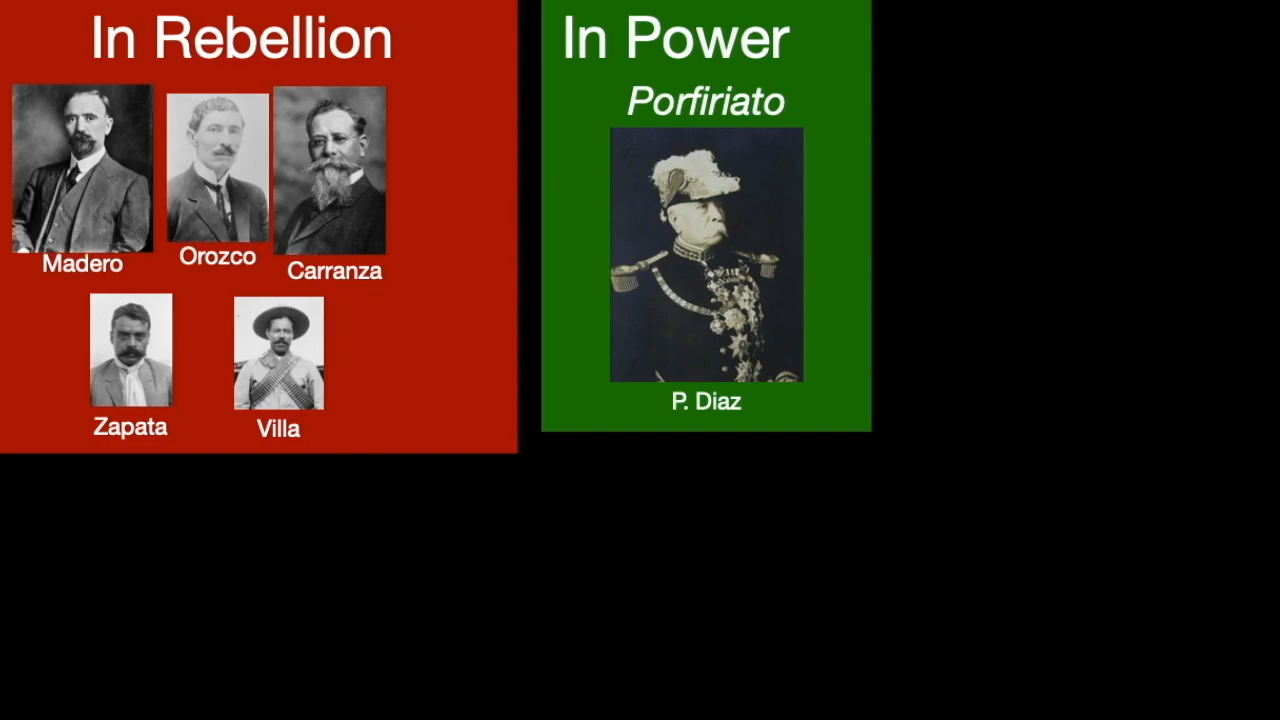 In Rebellion
Madero
Orozco
Carranza
Zapata
Villa
In Power
Porfiriato
P. Diaz